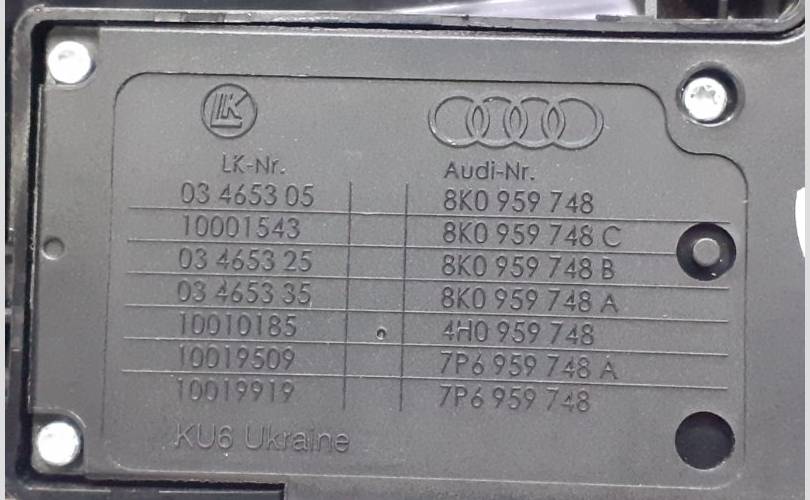 LK
LK-Nr. Audi-Nr.
03 4653 05 8K0 959 748
10001543 8K0 959 748 C
03 4653 25 8K0 959 748 B
03 4653 35 8K0 959 748 A
10010185 4H0 959 748
10019509 7P6 959 748 A
10019919 7P6 959 748
KU6 Ukraine